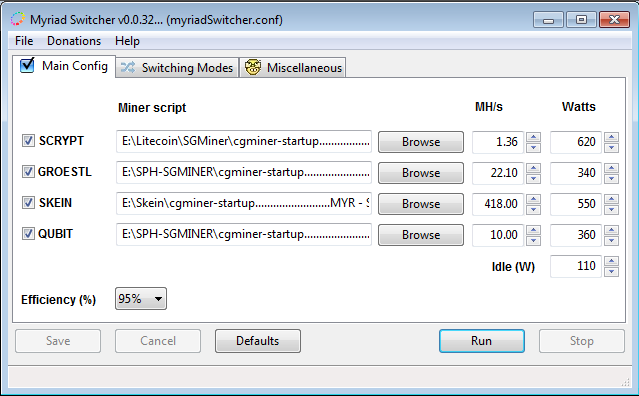 Myriad Switcher v0.0.32... (myriadSwitcher.conf)
File Donations Help
Main Config Switching Modes Miscellaneous
Miner script MH/s Watts
SCRYPT E:\Litecoin\SGMiner\cgminer-startup.................. Browse 1.36 620
GROESTL E:\SPH-SGMINER\cgminer-startup.................... Browse 22.10 340
SKEIN E:\Skein\cgminer-startup..........................MYR - S Browse 418.00 550
QUBIT E:\SPH-SGMINER\cgminer-startup.................... Browse 10.00 360
Idle (W) 110
Efficiency (%) 95%
Save Cancel Defaults Run Stop